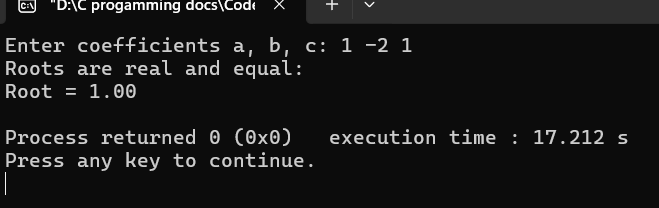 "D:\C progamming docs\Code
Enter coefficients a, b, c: 1 -2 1
Roots are real and equal:
Root = 1.00
Process returned 0 (0x0)   execution time : 17.212 s
Press any key to continue.